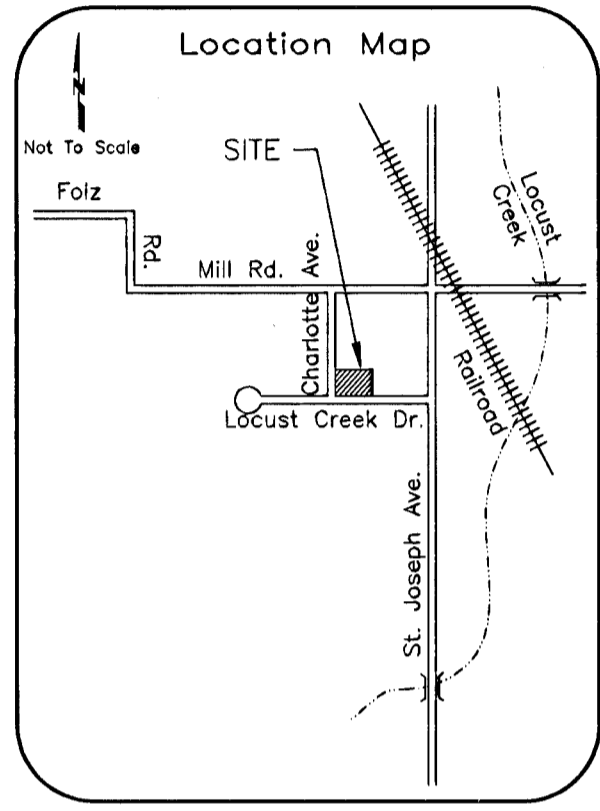 Location Map
N
Not To Scale
SITE
Folz
Rd.
Mill Rd.
Charlotte Ave.
Locust
Creek
Railroad
Locust Creek Dr.
St. Joseph Ave.